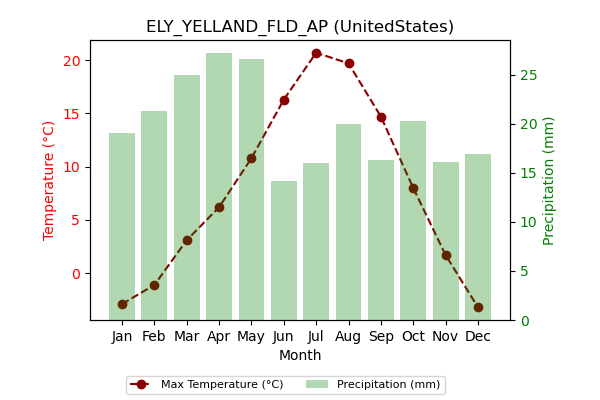 ELY_YELLAND_FLD_AP (UnitedStates)
20
15
10
5
0
Temperature (°C)
25
20
15
10
5
0
Precipitation (mm)
Jan Feb Mar Apr May Jun Jul Aug Sep Oct Nov Dec
Month
Max Temperature (°C) Precipitation (mm)